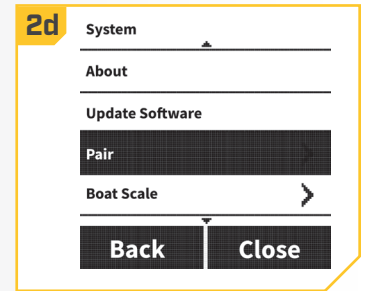 2d
System
About
Update Software
Pair
Boat Scale
Back Close